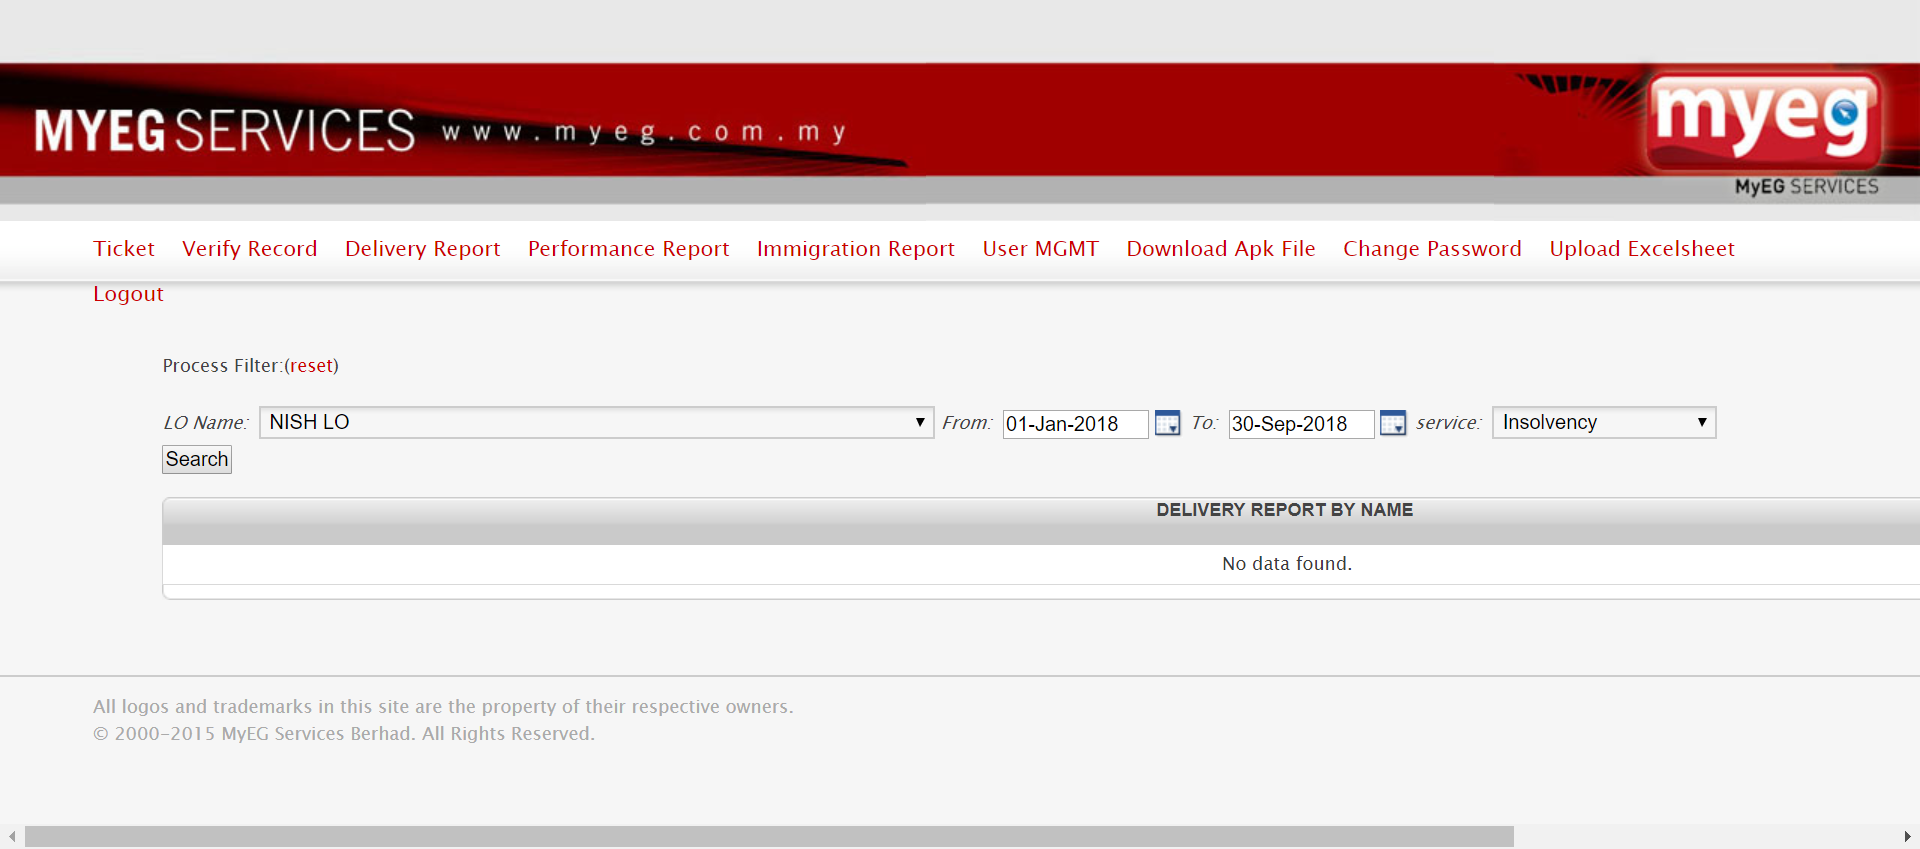 MYEG SERVICES www.myeg.com.my
myeg
MyEG SERVICES
Ticket Verify Record Delivery Report Performance Report Immigration Report User MGMT Download Apk File Change Password Upload Excelsheet
Logout
Process Filter:(reset)
LO Name: NISH LO From: 01-Jan-2018 To: 30-Sep-2018 service: Insolvency
Search
DELIVERY REPORT BY NAME
No data found.
All logos and trademarks in this site are the property of their respective owners.
© 2000-2015 MyEG Services Berhad. All Rights Reserved.